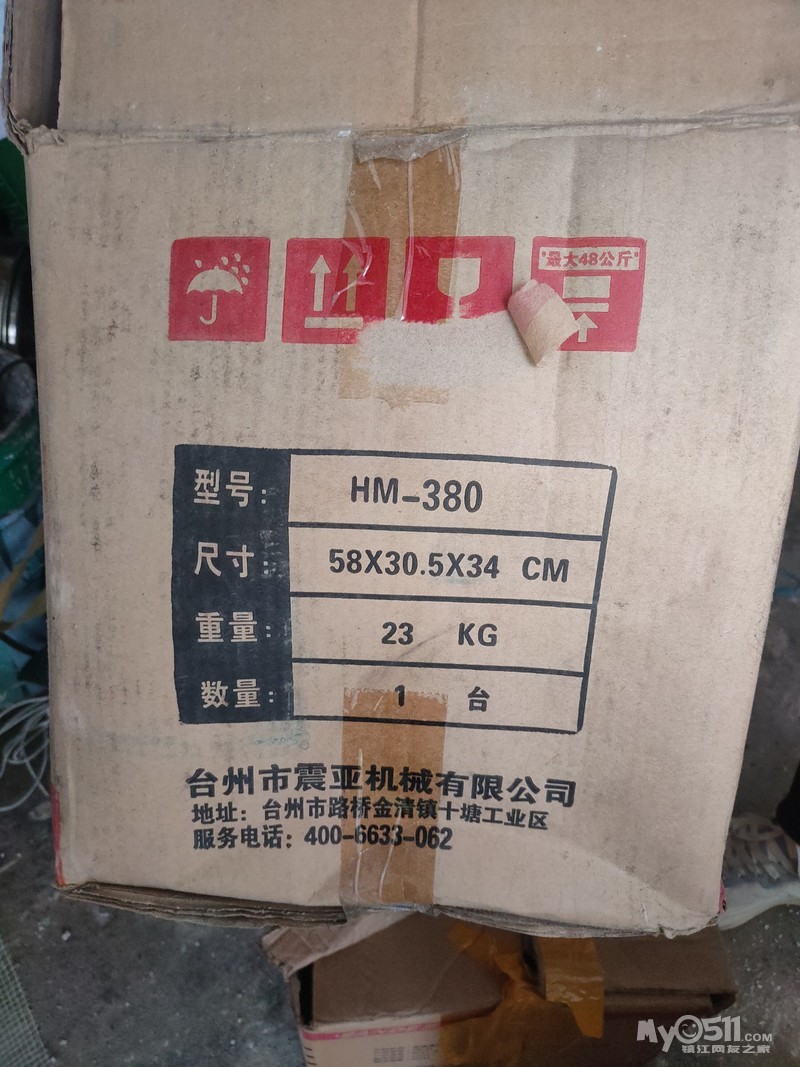 "最大48公斤"
型号: HM-380
尺寸: 58X30.5X34 CM
重量: 23 KG
数量: 1 台
台州市震亚机械有限公司
地址: 台州市路桥金清镇十塘工业区
服务电话: 400-6633-062
My0511.COM
镇江网友之家